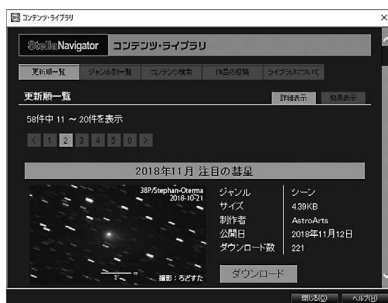 コンテンツ・ライブラリ
StellaNavigator コンテンツ・ライブラリ
更新順一覧 ジャンル別一覧 コンテンツ検索 作品の投稿 ライブラリについて
更新順一覧 詳細表示 簡易表示
58件中 11 ～ 20件を表示
< 1 2 3 4 5 6 >
2018年11月 注目の彗星
38P/Stephan-Oterma
2018-10-21
撮影：ろどすた
ジャンル シーン
サイズ 4.39KB
制作者 AstroArts
公開日 2018年11月12日
ダウンロード数 221
ダウンロード
閉じる(C) ヘルプ(H)